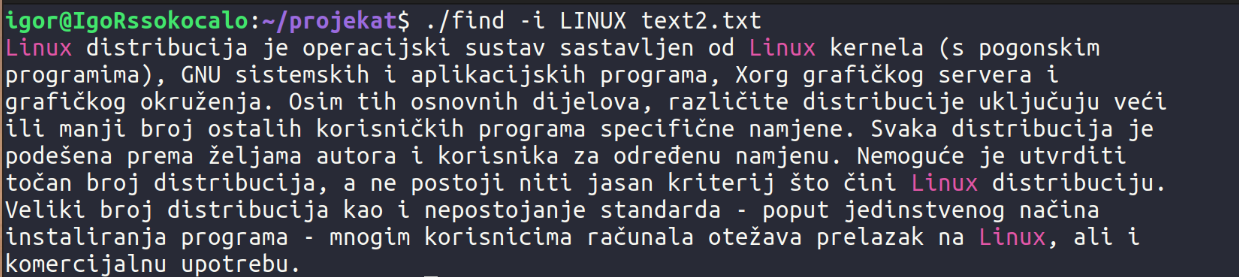 igor@IgoRssokocalo:~/projekat$ ./find -i LINUX text2.txt
Linux distribucija je operacijski sustav sastavljen od Linux kernela (s pogonskim
programima), GNU sistemskih i aplikacijskih programa, Xorg grafičkog servera i
grafičkog okruženja. Osim tih osnovnih dijelova, različite distribucije uključuju veći
ili manji broj ostalih korisničkih programa specifične namjene. Svaka distribucija je
podešena prema željama autora i korisnika za određenu namjenu. Nemoguće je utvrditi
točan broj distribucija, a ne postoji niti jasan kriterij što čini Linux distribuciju.
Veliki broj distribucija kao i nepostojanje standarda - poput jedinstvenog načina
instaliranja programa - mnogim korisnicima računala otežava prelazak na Linux, ali i
komercijalnu upotrebu.